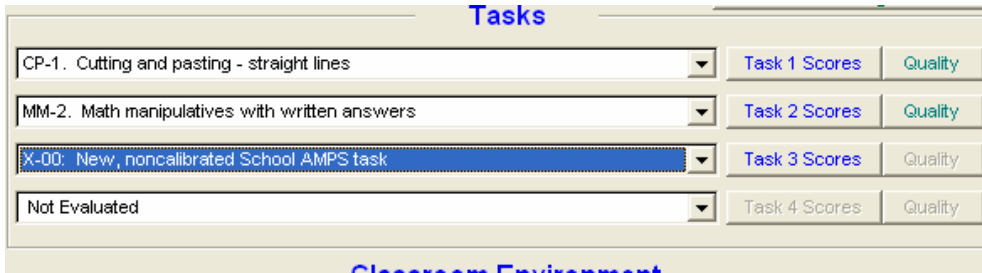 Tasks
CP-1. Cutting and pasting - straight lines Task 1 Scores Quality
MM-2. Math manipulatives with written answers Task 2 Scores Quality
X-00: New, noncalibrated School AMPS task Task 3 Scores Quality
Not Evaluated Task 4 Scores Quality
Classroom Environment